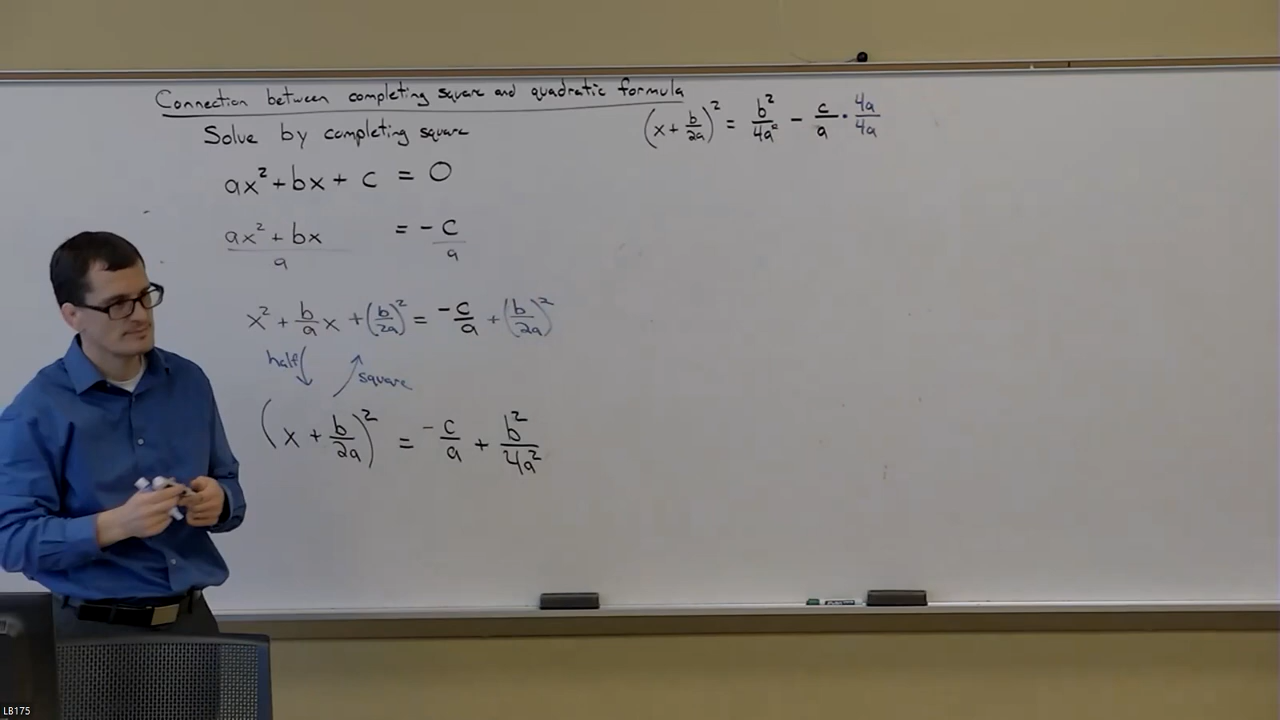 Connection between completing square and quadratic formula
Solve by completing square
ax² + bx + c = 0
ax² + bx = - c
a a
x² + b/a x + (b/2a)² = -c/a + (b/2a)²
half square
(x + b/2a)² = -c/a + b²/4a²
(x + b/2a)² = b²/4a² - c/a · 4a/4a
LB175